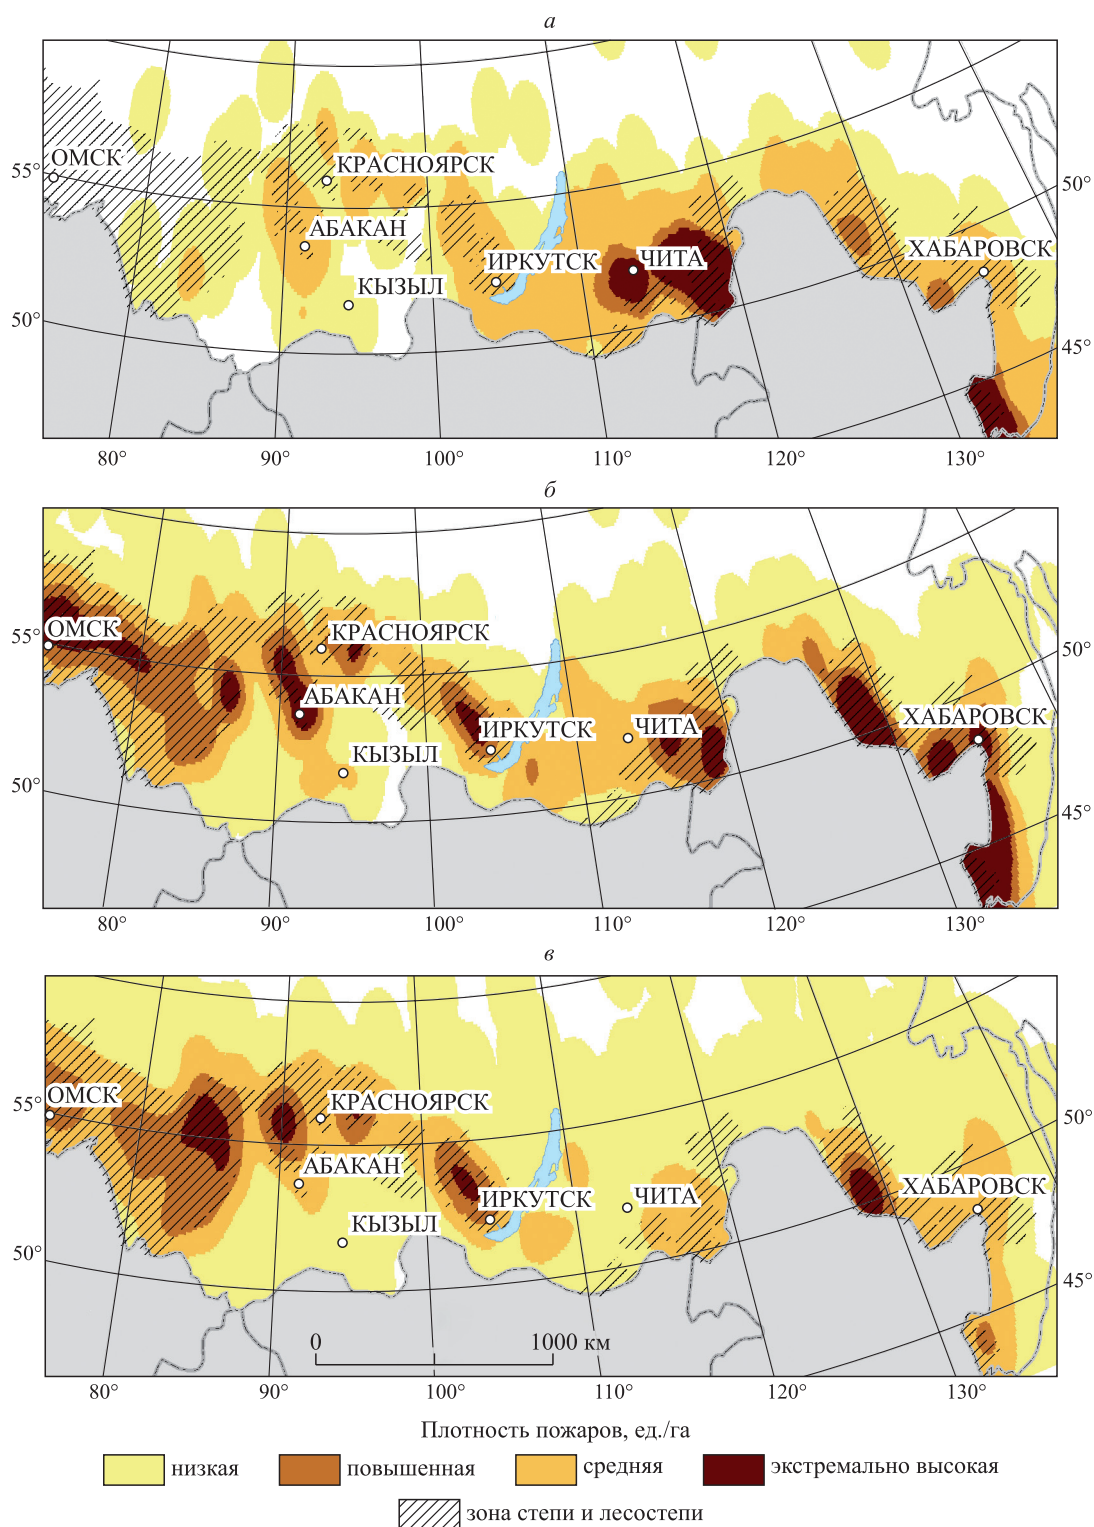 а
ОМСК
КРАСНОЯРСК
АБАКАН
КЫЗЫЛ
ИРКУТСК
ЧИТА
ХАБАРОВСК
55°
50°
50°
45°
80°
90°
100°
110°
120°
130°
б
ОМСК
КРАСНОЯРСК
АБАКАН
КЫЗЫЛ
ИРКУТСК
ЧИТА
ХАБАРОВСК
55°
50°
50°
45°
80°
90°
100°
110°
120°
130°
в
ОМСК
КРАСНОЯРСК
АБАКАН
КЫЗЫЛ
ИРКУТСК
ЧИТА
ХАБАРОВСК
55°
50°
50°
45°
0 1000 км
80°
90°
100°
110°
120°
130°
Плотность пожаров, ед./га
низкая повышенная средняя экстремально высокая
зона степи и лесостепи